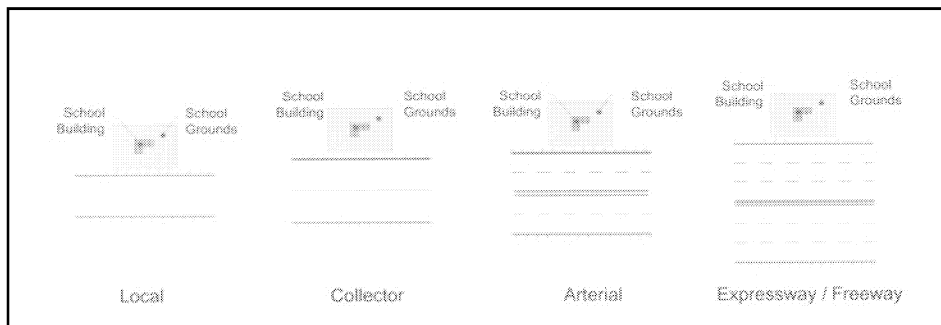 School
Building
School
Grounds
Local
School
Building
School
Grounds
Collector
School
Building
School
Grounds
Arterial
School
Building
School
Grounds
Expressway / Freeway